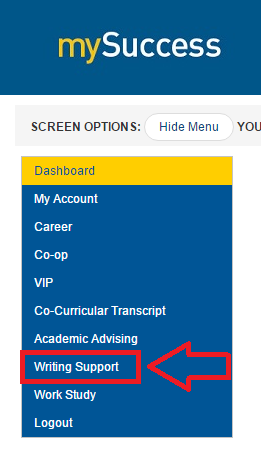 mySuccess
SCREEN OPTIONS: Hide Menu YOU
Dashboard
My Account
Career
Co-op
VIP
Co-Curricular Transcript
Academic Advising
Writing Support
Work Study
Logout